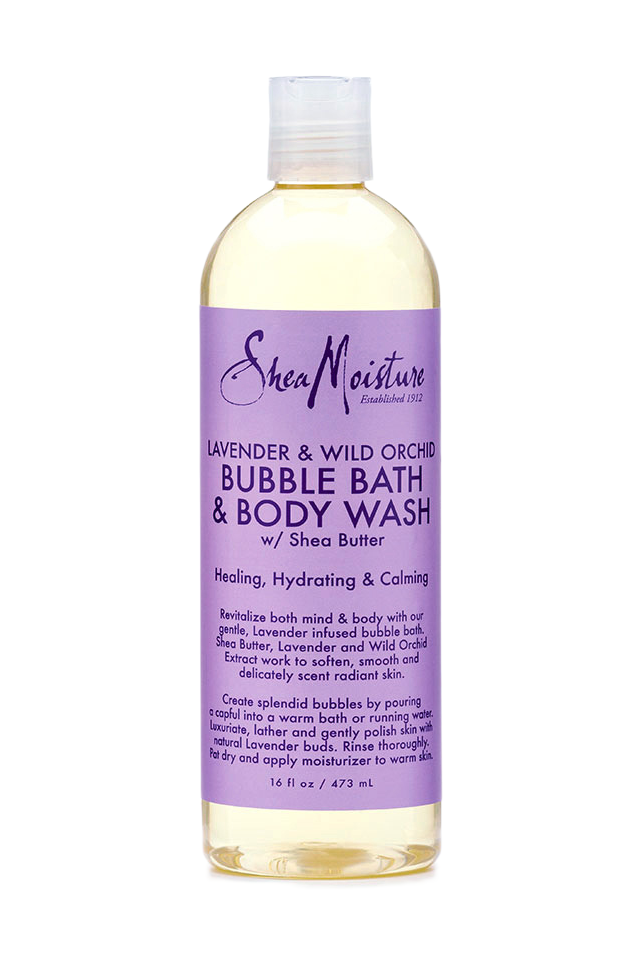 Shea Moisture
Established 1912
LAVENDER & WILD ORCHID
BUBBLE BATH
& BODY WASH
w/ Shea Butter
Healing, Hydrating & Calming
Revitalize both mind & body with our
gentle, Lavender infused bubble bath.
Shea Butter, Lavender and Wild Orchid
Extract work to soften, smooth and
delicately scent radiant skin.
Create splendid bubbles by pouring
a capful into a warm bath or running water.
Luxuriate, lather and gently polish skin with
natural Lavender buds. Rinse thoroughly.
Pat dry and apply moisturizer to warm skin.
16 fl oz / 473 mL